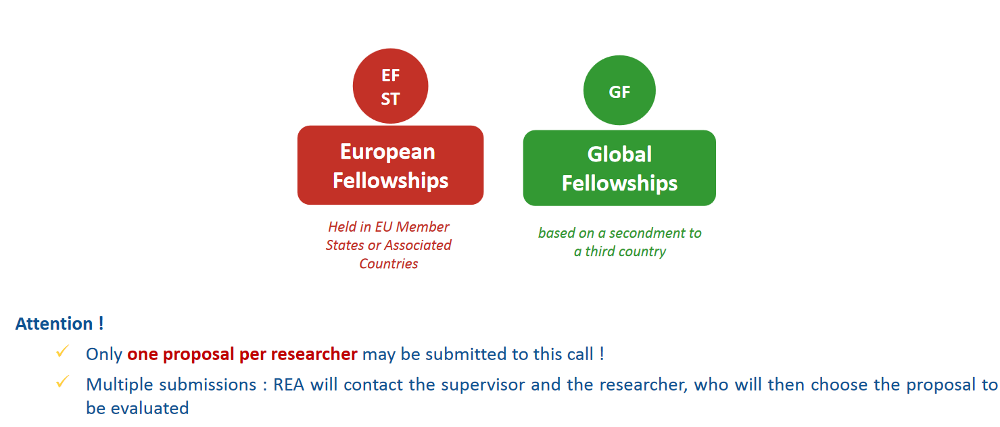 EF
ST
European
Fellowships
Held in EU Member
States or Associated
Countries
GF
Global
Fellowships
based on a secondment to
a third country
Attention !
Only one proposal per researcher may be submitted to this call !
Multiple submissions : REA will contact the supervisor and the researcher, who will then choose the proposal to
be evaluated